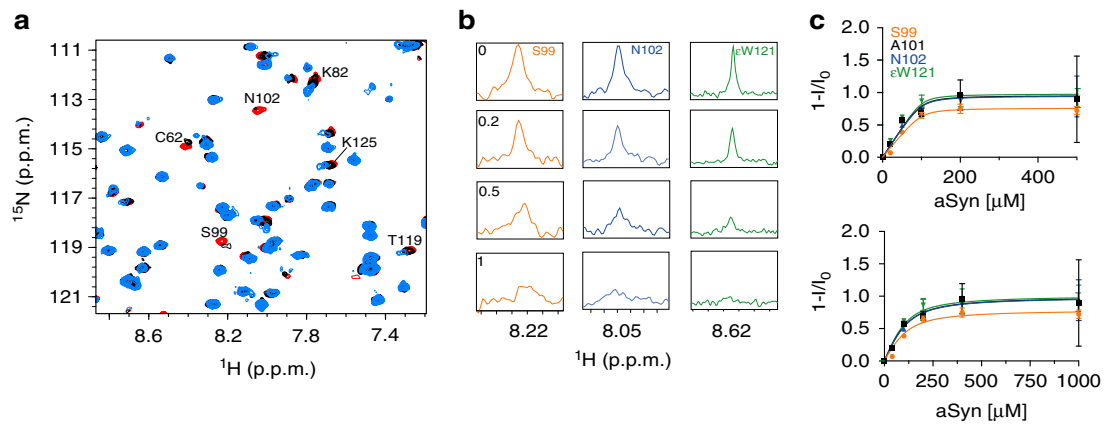 a
111
113
115
117
119
121
¹⁵N (p.p.m.)
K82
N102
C62
K125
S99
T119
8.6
8.2
7.8
7.4
¹H (p.p.m.)
b
0
S99
N102
εW121
0.2
0.5
1
8.22
8.05
8.62
¹H (p.p.m.)
c
S99
A101
N102
εW121
2.0
1.5
1.0
0.5
0.0
1-I/I₀
0
200
400
aSyn [µM]
2.0
1.5
1.0
0.5
0.0
1-I/I₀
0
250
500
750
1000
aSyn [µM]